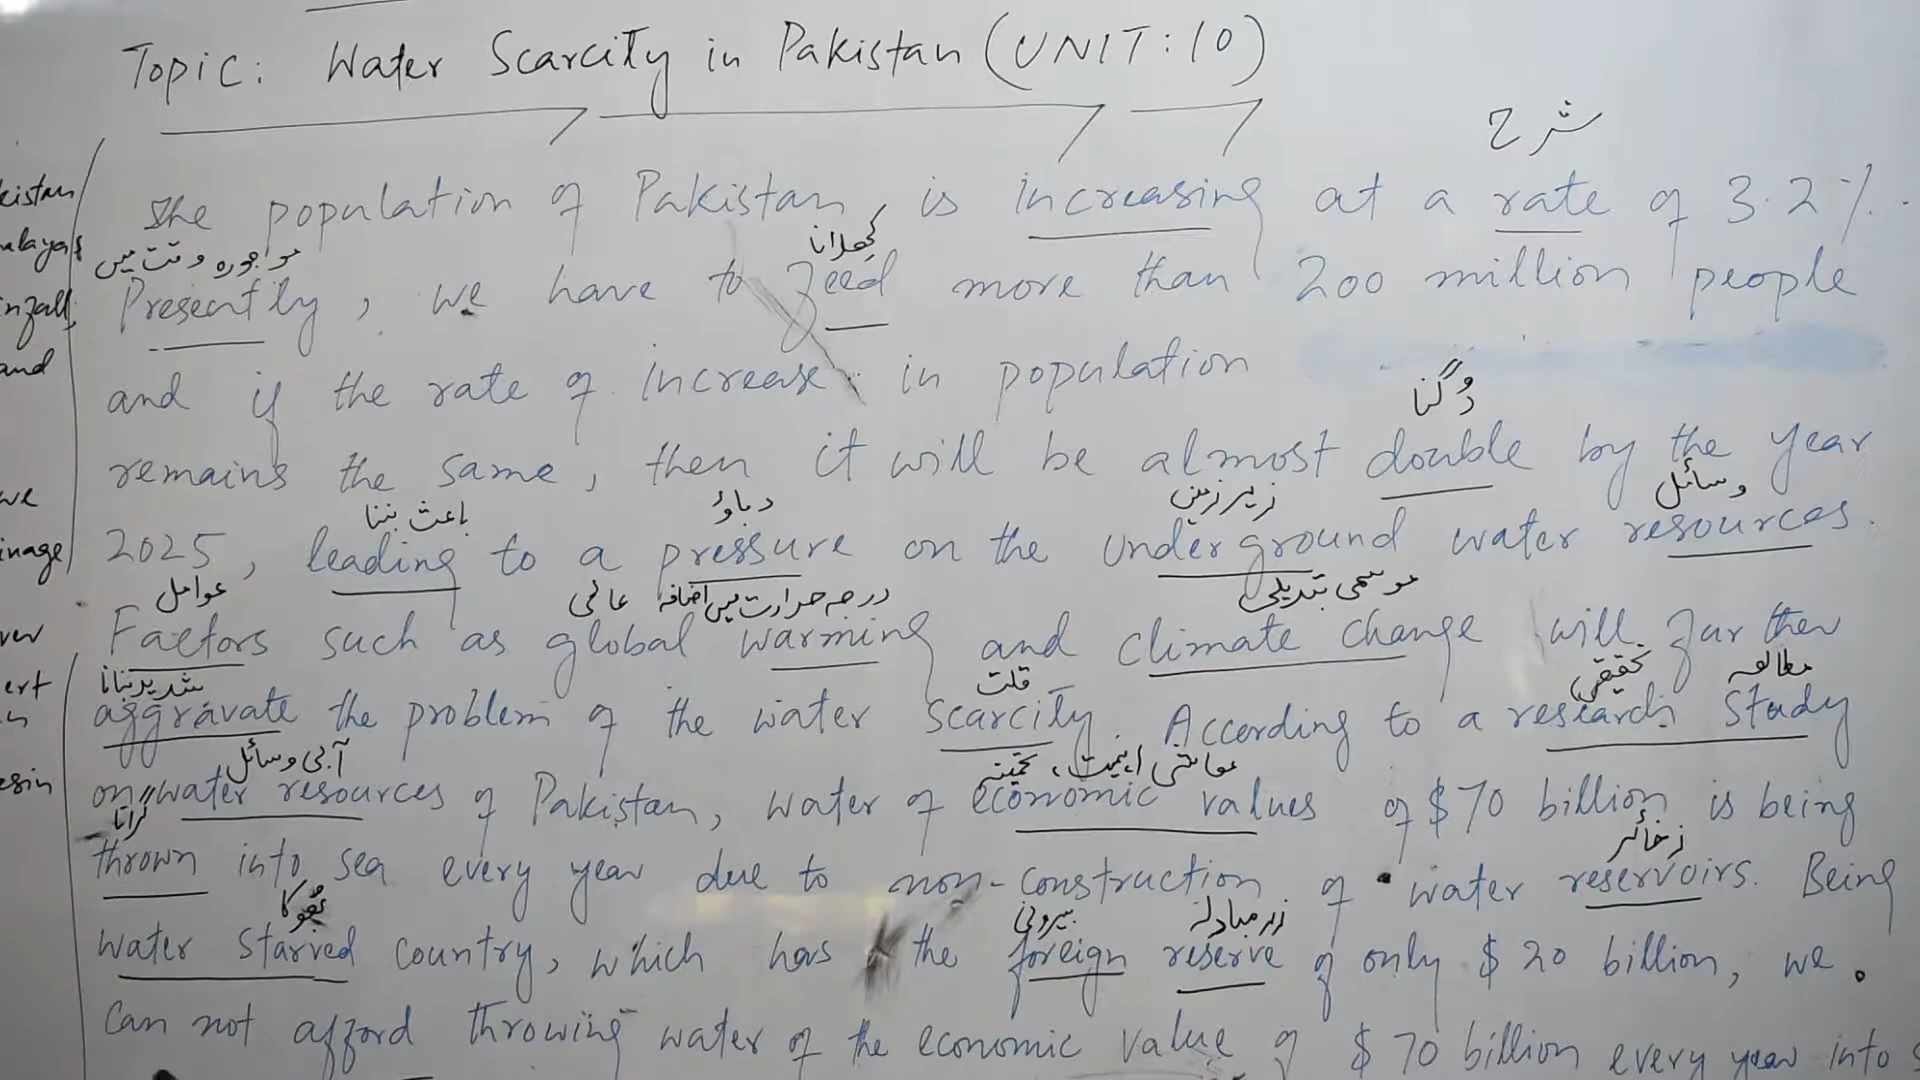 Topic: Water Scarcity in Pakistan (UNIT:10)
شرح
kistan
The population of Pakistan, is increasing at a rate of 3.2%.
موجودہ وقت میں کھلانا
Presently, we have to feed more than 200 million people
and
and if the rate of increase in population
دوگنا
remains the same, then it will be almost double by the year
we
باعث بننا دباؤ زیر زمین وسائل
2025, leading to a pressure on the underground water resources.
عوامل عالمی درجہ حرارت میں اضافہ موسمی تبدیلی
Factors such as global warming and climate change will further
شدید بنانا قلت تحقیقی مطالعہ
aggravate the problem of the water scarcity. According to a research study
آبی وسائل معاشی اہمیت، تخمینہ
on water resources of Pakistan, water of economic values of $70 billion is being
گرانا ذخائر
thrown into sea every year due to non-construction of water reservoirs. Being
بھوکا بیرونی زرمبادلہ
water starved country, which has the foreign reserve of only $20 billion, we
can not afford throwing water of the economic value of $70 billion every year into s